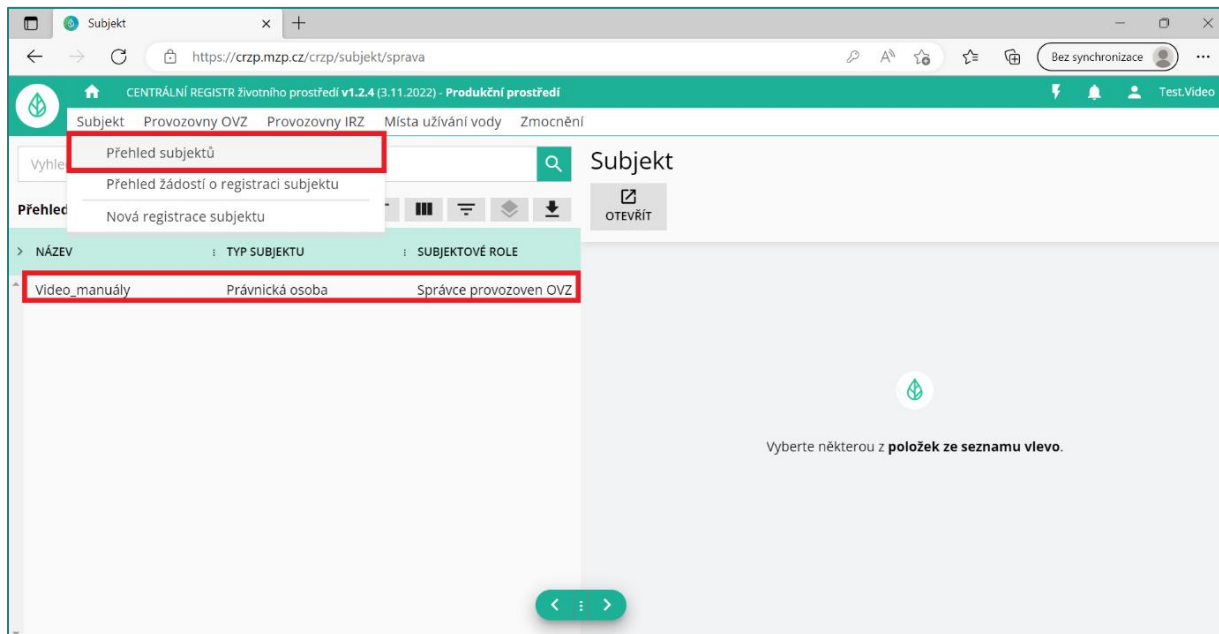 Subjekt
https://crzp.mzp.cz/crzp/subjekt/sprava
Bez synchronizace
CENTRÁLNÍ REGISTR životního prostředí v1.2.4 (3.11.2022) - Produkční prostředí
Test.Video
Subjekt Provozovny OVZ Provozovny IRZ Místa užívání vody Zmocnění
Přehled subjektů
Přehled žádostí o registraci subjektu
Nová registrace subjektu
Vyhle
Přehled
Subjekt
OTEVŘÍT
NÁZEV TYP SUBJEKTU SUBJEKTOVÉ ROLE
Video_manuály Právnická osoba Správce provozoven OVZ
Vyberte některou z položek ze seznamu vlevo.